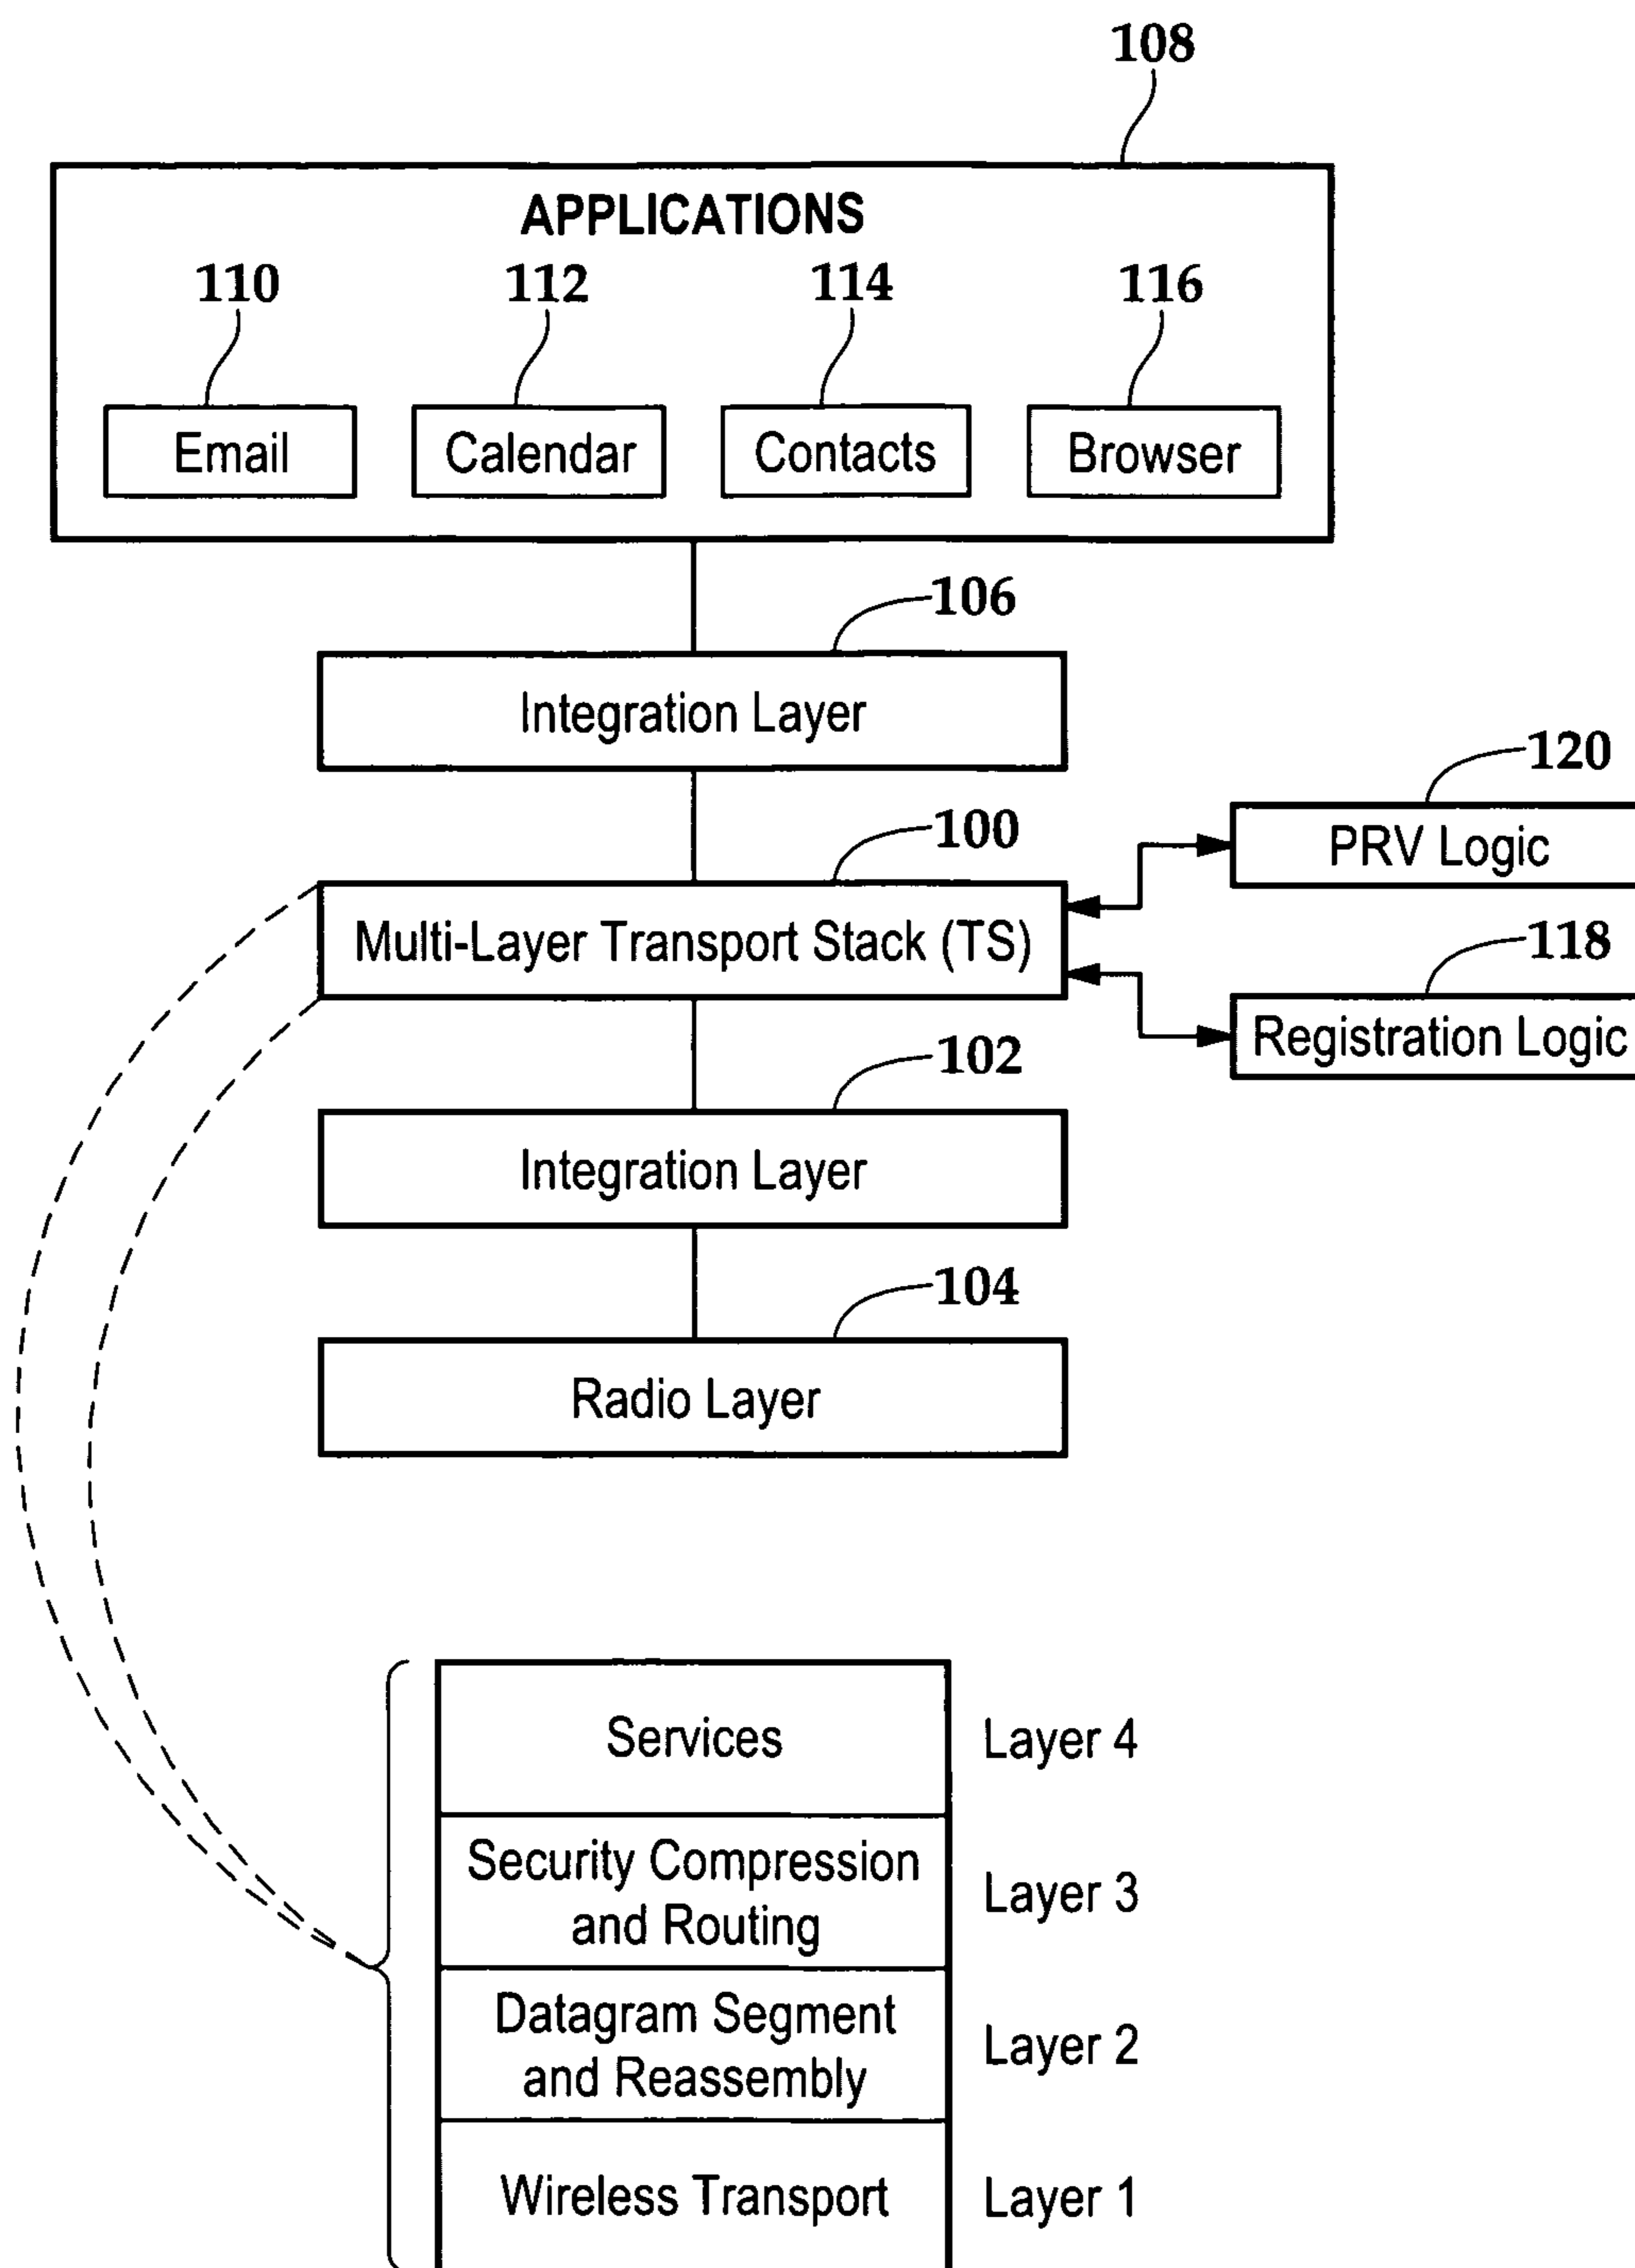 108
APPLICATIONS
110 112 114 116
Email Calendar Contacts Browser
106
Integration Layer
120
PRV Logic
100
Multi-Layer Transport Stack (TS)
118
Registration Logic
102
Integration Layer
104
Radio Layer
Services Layer 4
Security Compression
and Routing
Layer 3
Datagram Segment
and Reassembly
Layer 2
Wireless Transport Layer 1